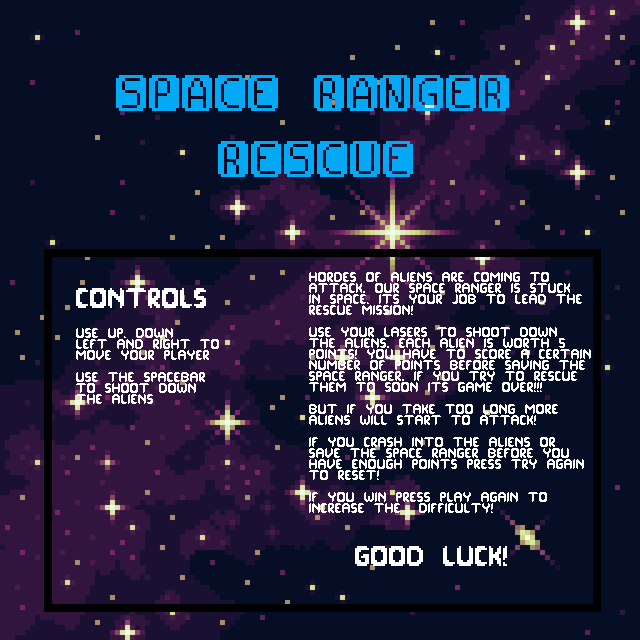 SPACE RANGER
RESCUE
CONTROLS
USE UP, DOWN
LEFT AND RIGHT TO
MOVE YOUR PLAYER
USE THE SPACEBAR
TO SHOOT DOWN
THE ALIENS
HORDES OF ALIENS ARE COMING TO
ATTACK. OUR SPACE RANGER IS STUCK
IN SPACE. ITS YOUR JOB TO LEAD THE
RESCUE MISSION!
USE YOUR LASERS TO SHOOT DOWN
THE ALIENS. EACH ALIEN IS WORTH 5
POINTS! YOU HAVE TO SCORE A CERTAIN
NUMBER OF POINTS BEFORE SAVING THE
SPACE RANGER. IF YOU TRY TO RESCUE
THEM TO SOON ITS GAME OVER!!!
BUT IF YOU TAKE TOO LONG MORE
ALIENS WILL START TO ATTACK!
IF YOU CRASH INTO THE ALIENS OR
SAVE THE SPACE RANGER BEFORE YOU
HAVE ENOUGH POINTS PRESS TRY AGAIN
TO RESET!
IF YOU WIN PRESS PLAY AGAIN TO
INCREASE THE DIFFICULTY!
GOOD LUCK!